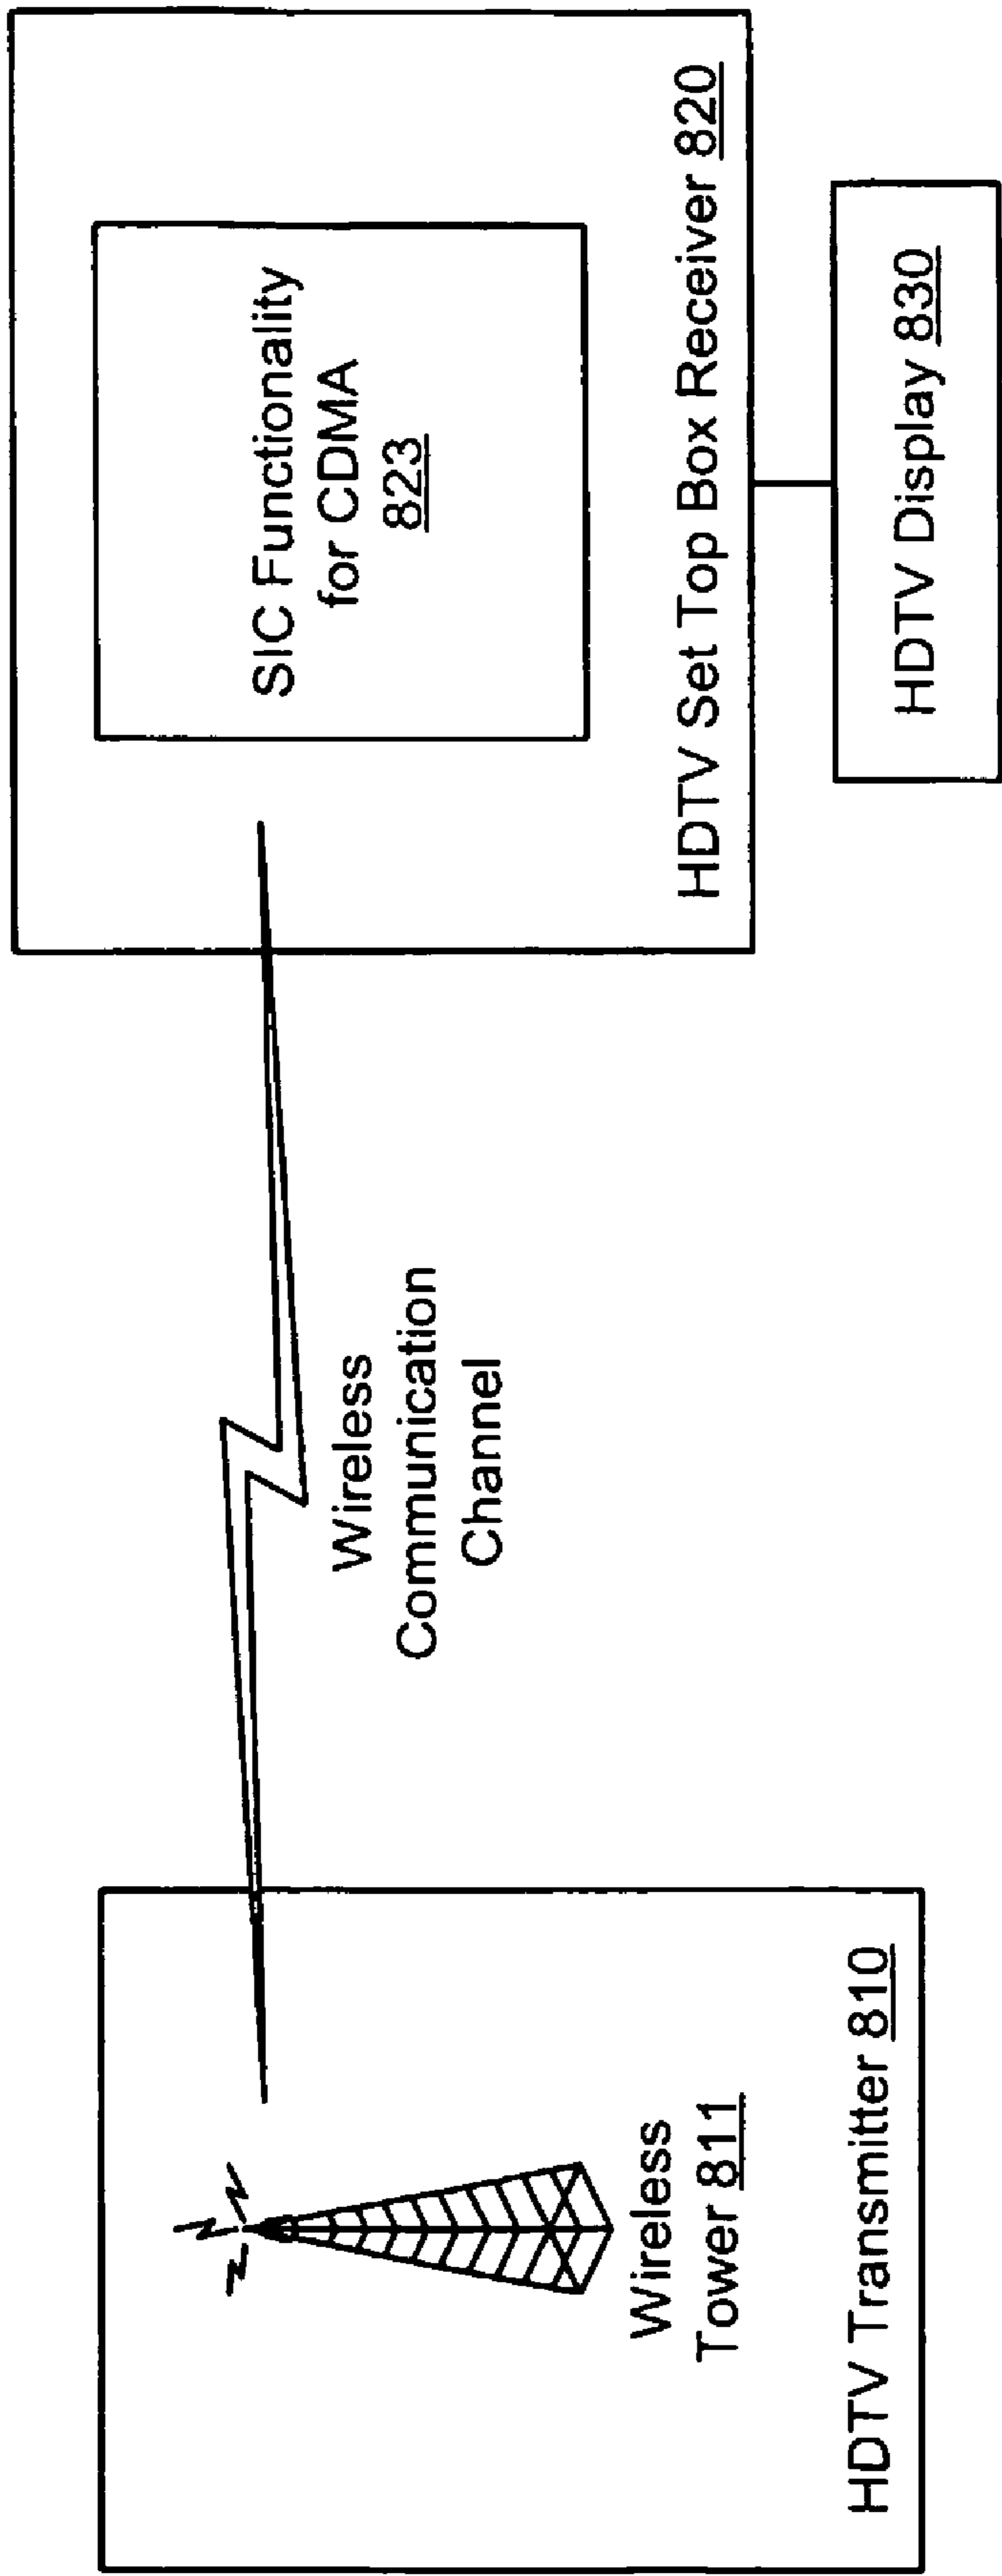 Wireless
Tower 811
HDTV Transmitter 810
Wireless
Communication
Channel
SIC Functionality
for CDMA
823
HDTV Set Top Box Receiver 820
HDTV Display 830